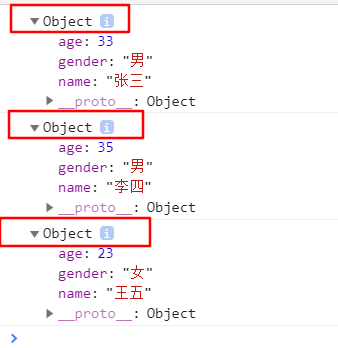 ▼Object i
age: 33
gender: "男"
name: "张三"
▶__proto__: Object
▼Object i
age: 35
gender: "男"
name: "李四"
▶__proto__: Object
▼Object i
age: 23
gender: "女"
name: "王五"
▶__proto__: Object
>